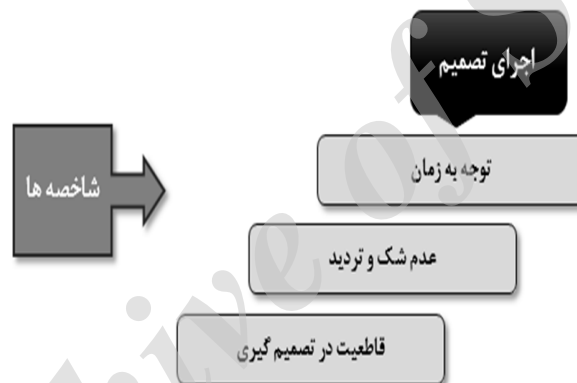 اجرای تصمیم
توجه به زمان
شاخصه ها
عدم شک و تردید
قاطعیت در تصمیم گیری